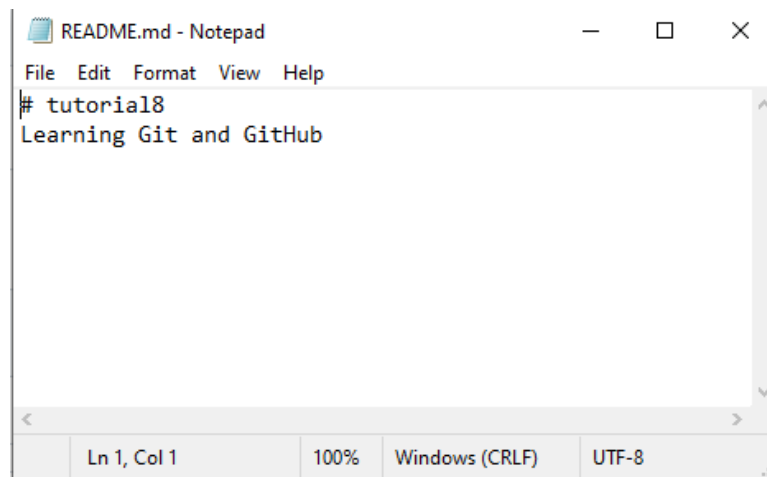 README.md - Notepad
File Edit Format View Help
# tutorial8
Learning Git and GitHub
Ln 1, Col 1 100% Windows (CRLF) UTF-8